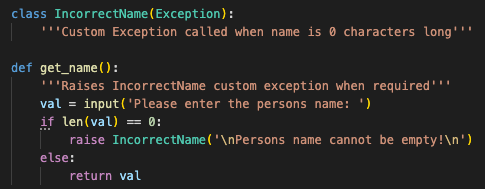 class IncorrectName(Exception):
    '''Custom Exception called when name is 0 characters long'''

def get_name():
    '''Raises IncorrectName custom exception when required'''
    val = input('Please enter the persons name: ')
    if len(val) == 0:
        raise IncorrectName('\nPersons name cannot be empty!\n')
    else:
        return val